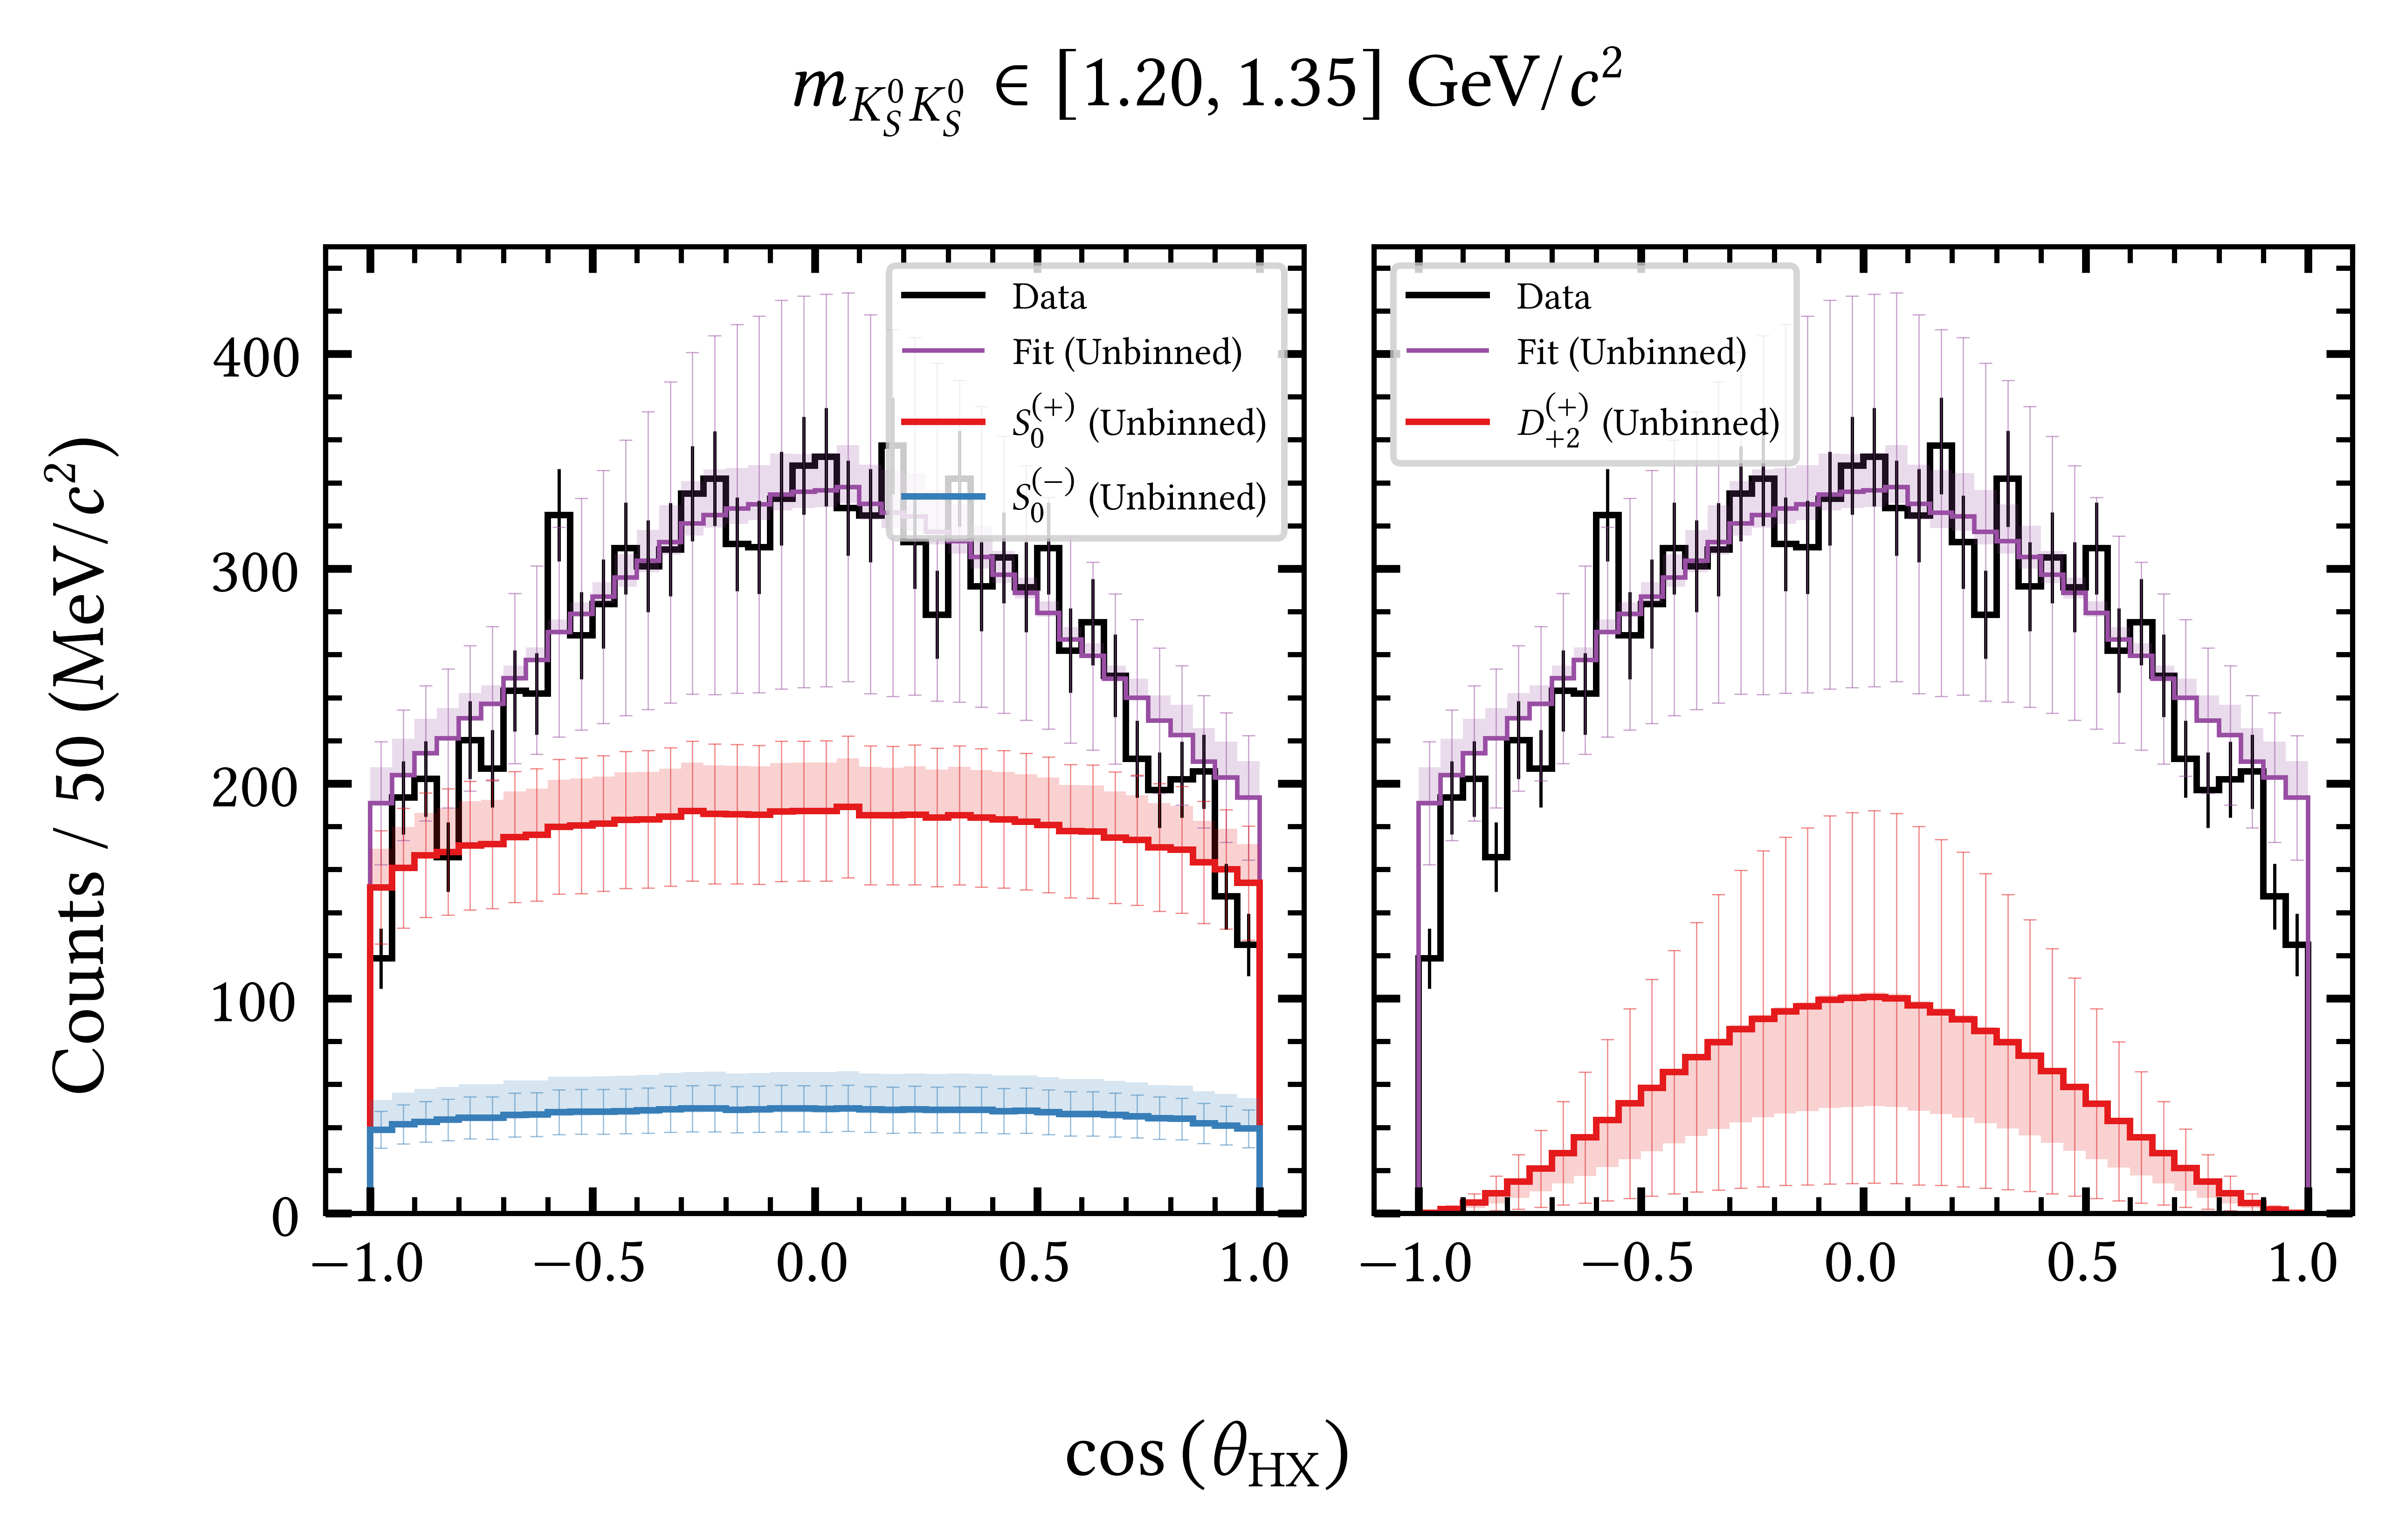 m_{K_S^0 K_S^0} ∈ [1.20, 1.35] GeV/c²
Counts / 50 (MeV/c²)
400
300
200
100
0
Data
Fit (Unbinned)
S_0^{(+)} (Unbinned)
S_0^{(−)} (Unbinned)
−1.0 −0.5 0.0 0.5 1.0
Data
Fit (Unbinned)
D_{+2}^{(+)} (Unbinned)
−1.0 −0.5 0.0 0.5 1.0
cos (θ_{HX})